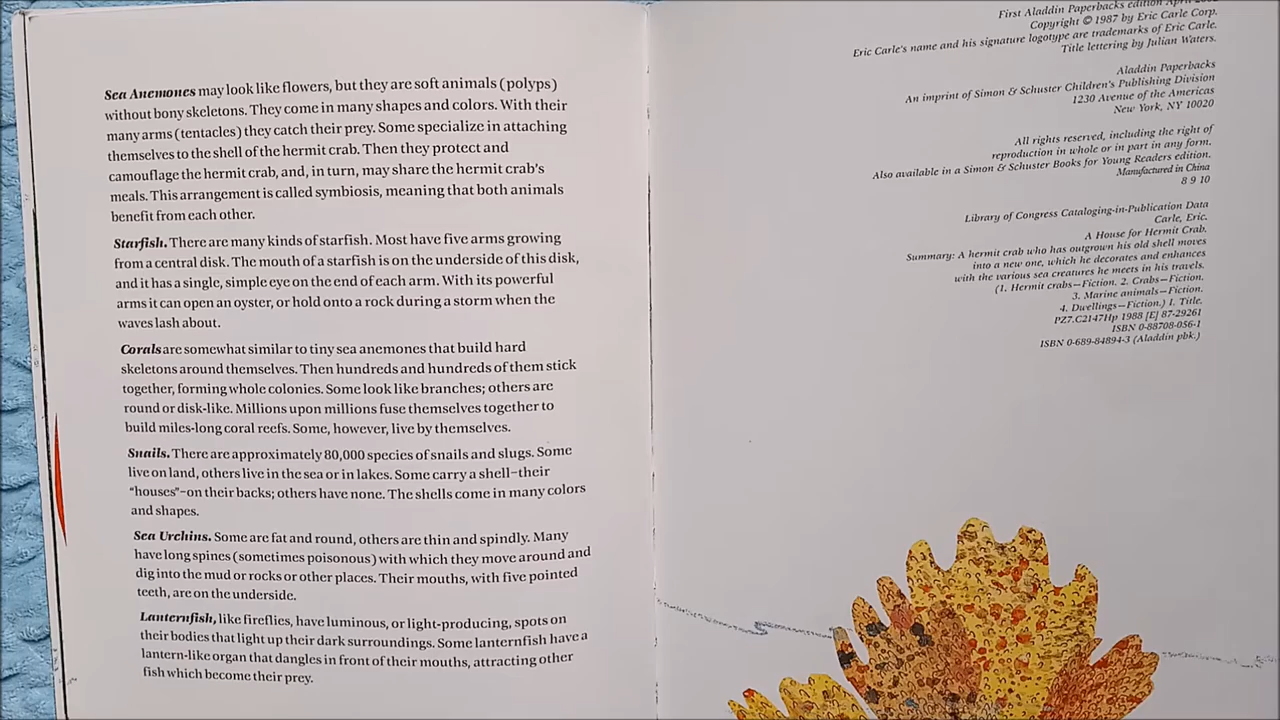 Sea Anemones may look like flowers, but they are soft animals (polyps)
without bony skeletons. They come in many shapes and colors. With their
many arms (tentacles) they catch their prey. Some specialize in attaching
themselves to the shell of the hermit crab. Then they protect and
camouflage the hermit crab, and, in turn, may share the hermit crab's
meals. This arrangement is called symbiosis, meaning that both animals
benefit from each other.
Starfish. There are many kinds of starfish. Most have five arms growing
from a central disk. The mouth of a starfish is on the underside of this disk,
and it has a single, simple eye on the end of each arm. With its powerful
arms it can open an oyster, or hold onto a rock during a storm when the
waves lash about.
Corals are somewhat similar to tiny sea anemones that build hard
skeletons around themselves. Then hundreds and hundreds of them stick
together, forming whole colonies. Some look like branches; others are
round or disk-like. Millions upon millions fuse themselves together to
build miles-long coral reefs. Some, however, live by themselves.
Snails. There are approximately 80,000 species of snails and slugs. Some
live on land, others live in the sea or in lakes. Some carry a shell–their
"houses"–on their backs; others have none. The shells come in many colors
and shapes.
Sea Urchins. Some are fat and round, others are thin and spindly. Many
have long spines (sometimes poisonous) with which they move around and
dig into the mud or rocks or other places. Their mouths, with five pointed
teeth, are on the underside.
Lanternfish, like fireflies, have luminous, or light-producing, spots on
their bodies that light up their dark surroundings. Some lanternfish have a
lantern-like organ that dangles in front of their mouths, attracting other
fish which become their prey.
First Aladdin Paperbacks edition April
Copyright © 1987 by Eric Carle Corp.
Eric Carle's name and his signature logotype are trademarks of Eric Carle.
Title lettering by Julian Waters.
Aladdin Paperbacks
An imprint of Simon & Schuster Children's Publishing Division
1230 Avenue of the Americas
New York, NY 10020
All rights reserved, including the right of
reproduction in whole or in part in any form.
Also available in a Simon & Schuster Books for Young Readers edition.
Manufactured in China
8 9 10
Library of Congress Cataloging-in-Publication Data
Carle, Eric.
A House for Hermit Crab.
Summary: A hermit crab who has outgrown his old shell moves
into a new one, which he decorates and enhances
with the various sea creatures he meets in his travels.
(1. Hermit crabs—Fiction. 2. Crabs—Fiction.
3. Marine animals—Fiction.
4. Dwellings—Fiction.) I. Title.
PZ7.C2147Hp 1988 [E] 87-29261
ISBN 0-88708-056-1
ISBN 0-689-84894-3 (Aladdin pbk.)